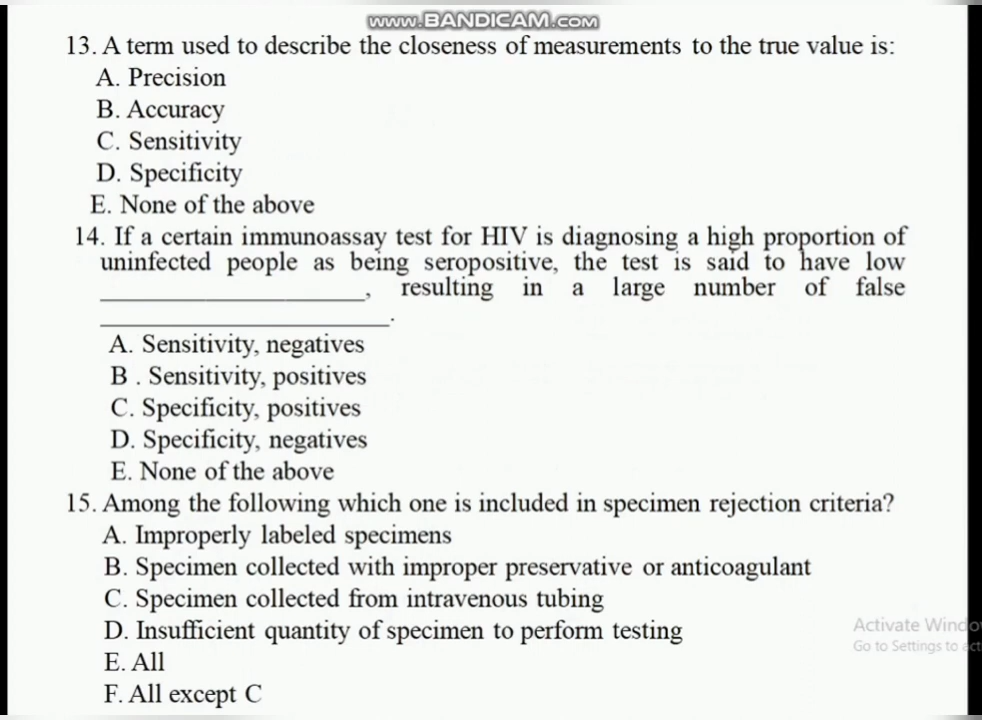 www.BANDICAM.COM
13. A term used to describe the closeness of measurements to the true value is:
A. Precision
B. Accuracy
C. Sensitivity
D. Specificity
E. None of the above
14. If a certain immunoassay test for HIV is diagnosing a high proportion of
uninfected people as being seropositive, the test is said to have low
____________________, resulting in a large number of false
______________________.
A. Sensitivity, negatives
B . Sensitivity, positives
C. Specificity, positives
D. Specificity, negatives
E. None of the above
15. Among the following which one is included in specimen rejection criteria?
A. Improperly labeled specimens
B. Specimen collected with improper preservative or anticoagulant
C. Specimen collected from intravenous tubing
D. Insufficient quantity of specimen to perform testing
Activate Windo
Go to Settings to act
E. All
F. All except C